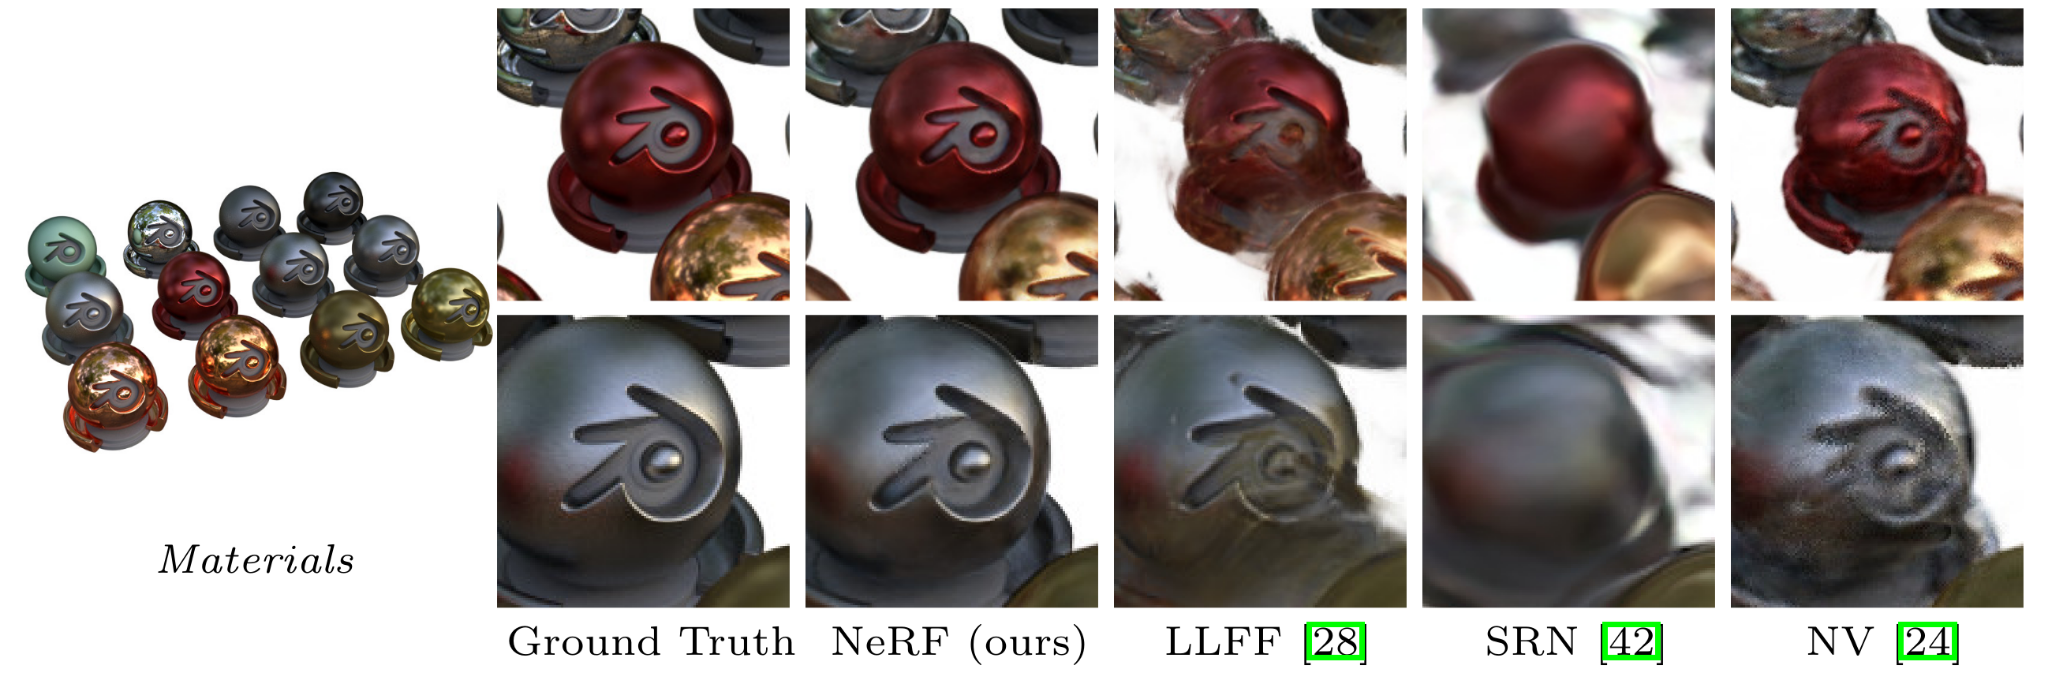 Materials
Ground Truth NeRF (ours) LLFF [28] SRN [42] NV [24]